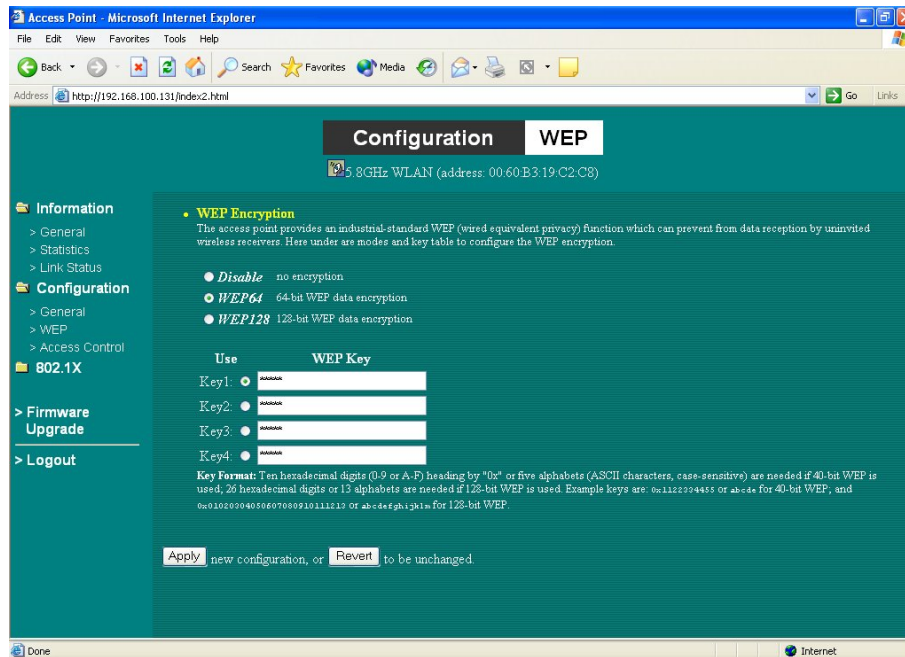 Access Point - Microsoft Internet Explorer
File Edit View Favorites Tools Help
Back Search Favorites Media
Address http://192.168.100.131/index2.html Go Links
Configuration WEP
5.8GHz WLAN (address: 00:60:B3:19:C2:C8)
Information
> General
> Statistics
> Link Status
Configuration
> General
> WEP
> Access Control
802.1X
> Firmware
Upgrade
> Logout
• WEP Encryption
The access point provides an industrial-standard WEP (wired equivalent privacy) function which can prevent from data reception by uninvited
wireless receivers. Here under are modes and key table to configure the WEP encryption.
Disable no encryption
WEP64 64-bit WEP data encryption
WEP128 128-bit WEP data encryption
Use WEP Key
Key1: *****
Key2: *****
Key3: *****
Key4: *****
Key Format: Ten hexadecimal digits (0-9 or A-F) heading by "0x" or five alphabets (ASCII characters, case-sensitive) are needed if 40-bit WEP is
used; 26 hexadecimal digits or 13 alphabets are needed if 128-bit WEP is used. Example keys are: 0x1122334455 or abcde for 40-bit WEP; and
0x01020304050607080910111213 or abcdefghijklm for 128-bit WEP.
Apply new configuration, or Revert to be unchanged.
Done Internet